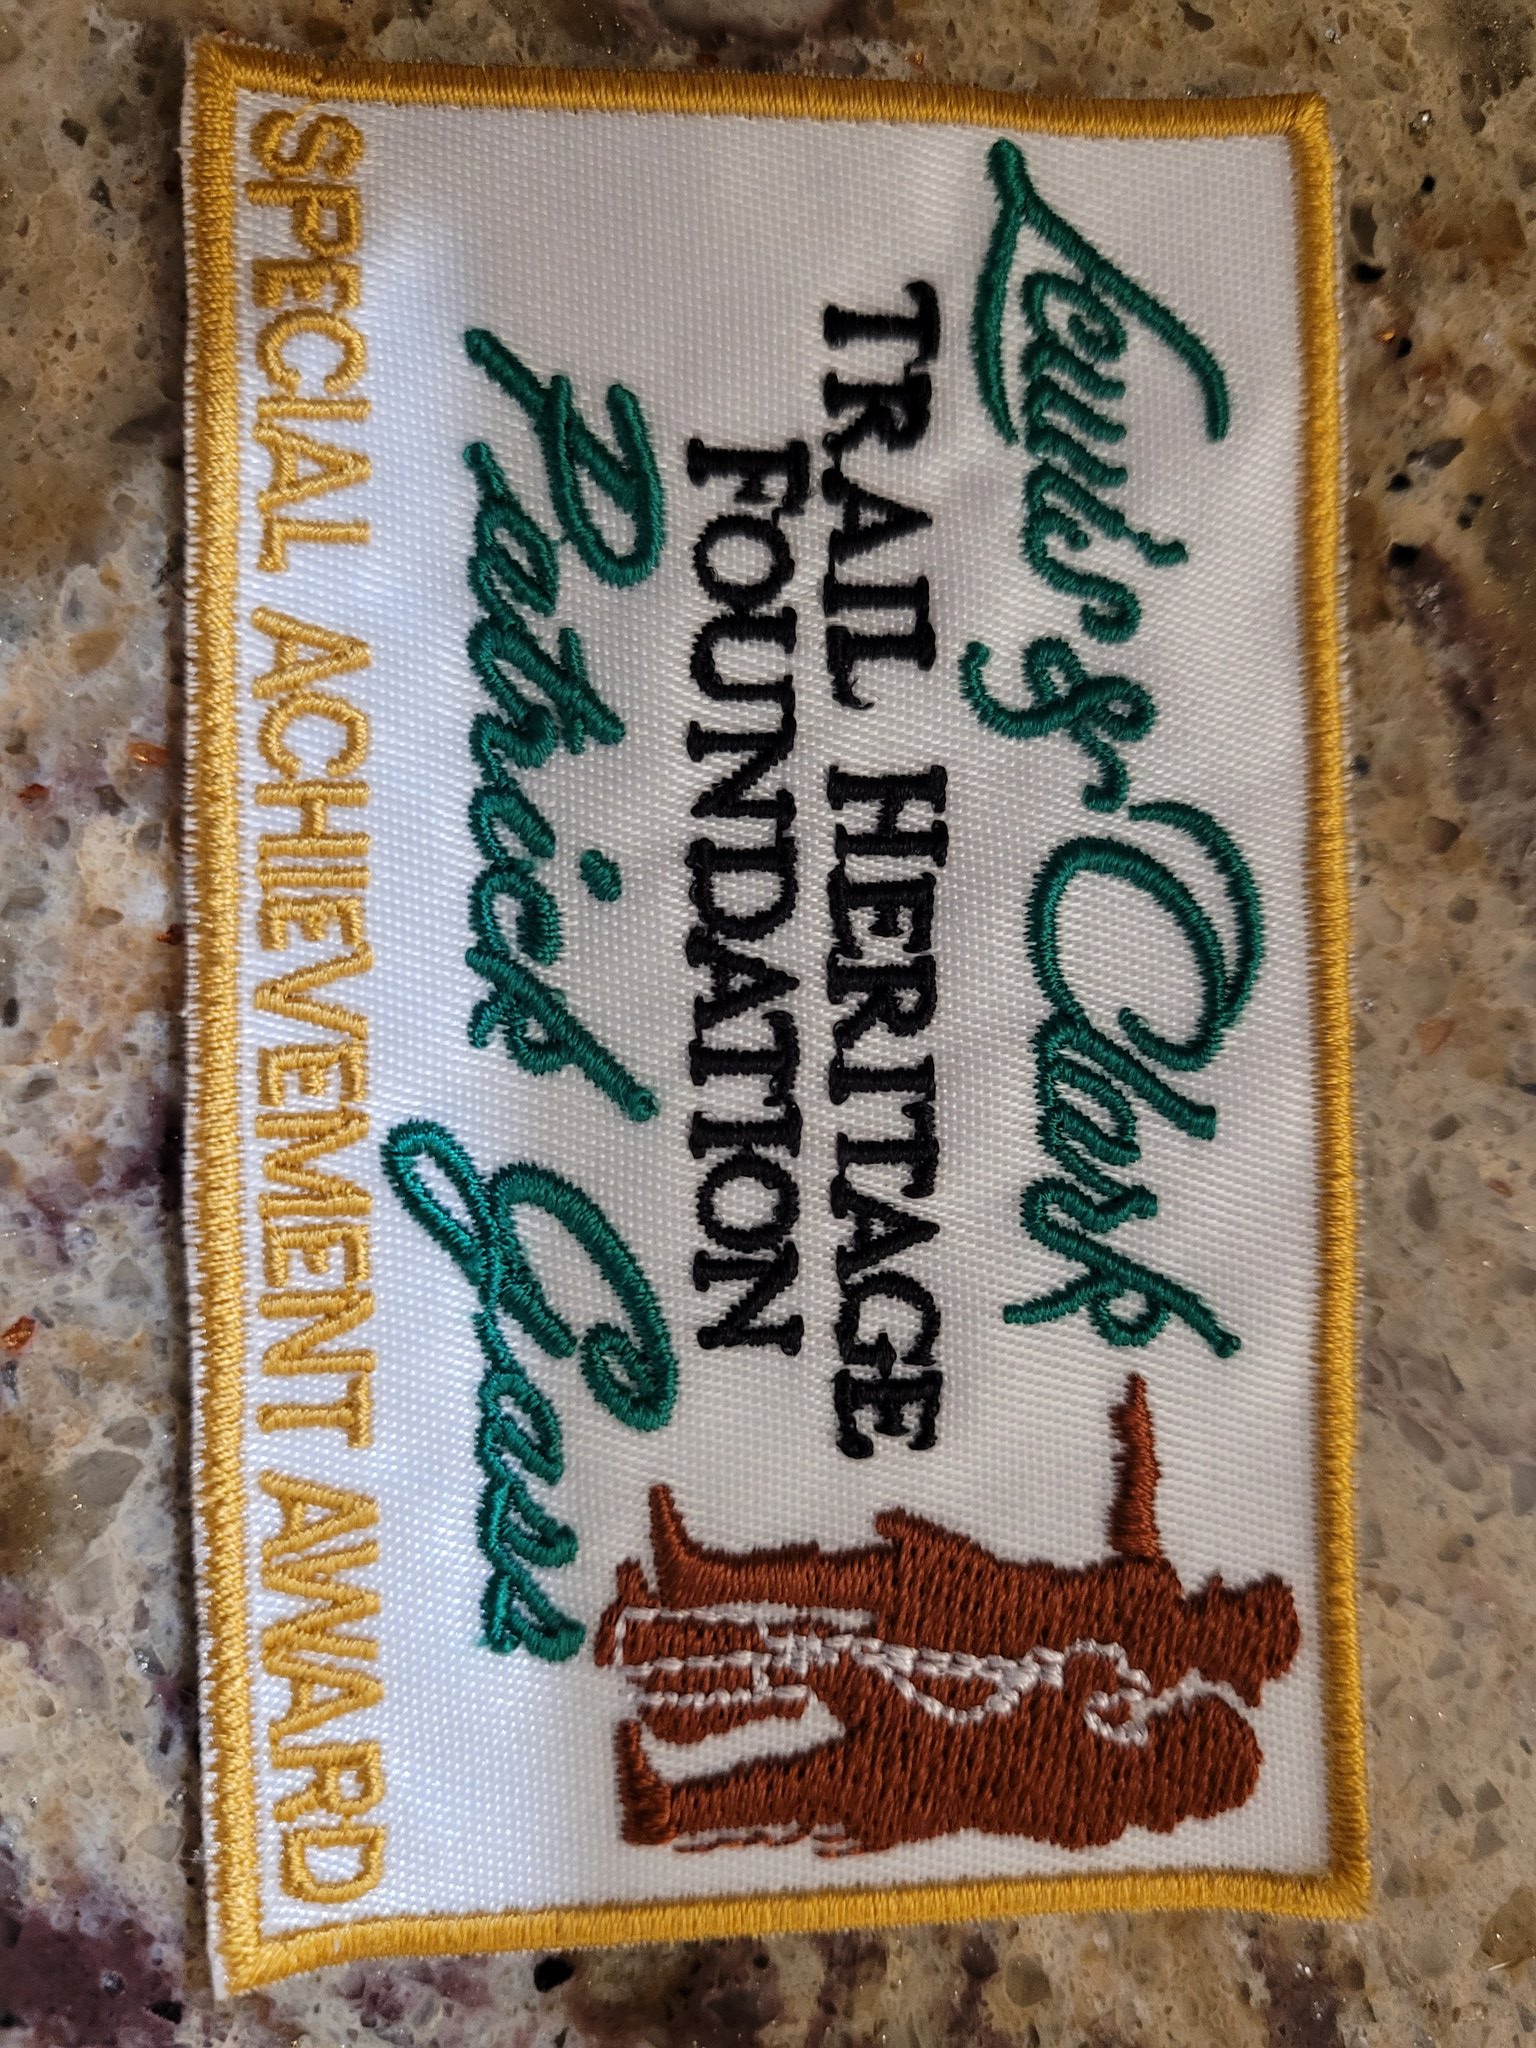 Lewis & Clark
TRAIL HERITAGE
FOUNDATION
Patrick Gass
SPECIAL ACHIEVEMENT AWARD